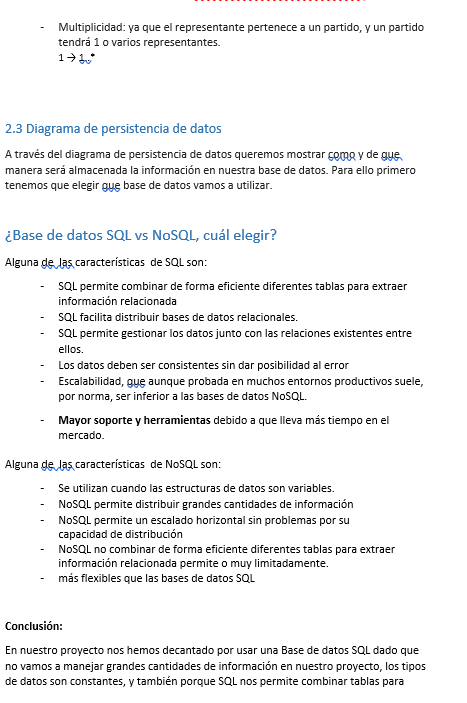 - Multiplicidad: ya que el representante pertenece a un partido, y un partido
tendrá 1 o varios representantes.
1 → 1..*
2.3 Diagrama de persistencia de datos
A través del diagrama de persistencia de datos queremos mostrar como y de que
manera será almacenada la información en nuestra base de datos. Para ello primero
tenemos que elegir que base de datos vamos a utilizar.
¿Base de datos SQL vs NoSQL, cuál elegir?
Alguna de las características de SQL son:
- SQL permite combinar de forma eficiente diferentes tablas para extraer
información relacionada
- SQL facilita distribuir bases de datos relacionales.
- SQL permite gestionar los datos junto con las relaciones existentes entre
ellos.
- Los datos deben ser consistentes sin dar posibilidad al error
- Escalabilidad, que aunque probada en muchos entornos productivos suele,
por norma, ser inferior a las bases de datos NoSQL.
- Mayor soporte y herramientas debido a que lleva más tiempo en el
mercado.
Alguna de las características de NoSQL son:
- Se utilizan cuando las estructuras de datos son variables.
- NoSQL permite distribuir grandes cantidades de información
- NoSQL permite un escalado horizontal sin problemas por su
capacidad de distribución
- NoSQL no combinar de forma eficiente diferentes tablas para extraer
información relacionada permite o muy limitadamente.
- más flexibles que las bases de datos SQL
Conclusión:
En nuestro proyecto nos hemos decantado por usar una Base de datos SQL dado que
no vamos a manejar grandes cantidades de información en nuestro proyecto, los tipos
de datos son constantes, y también porque SQL nos permite combinar tablas para